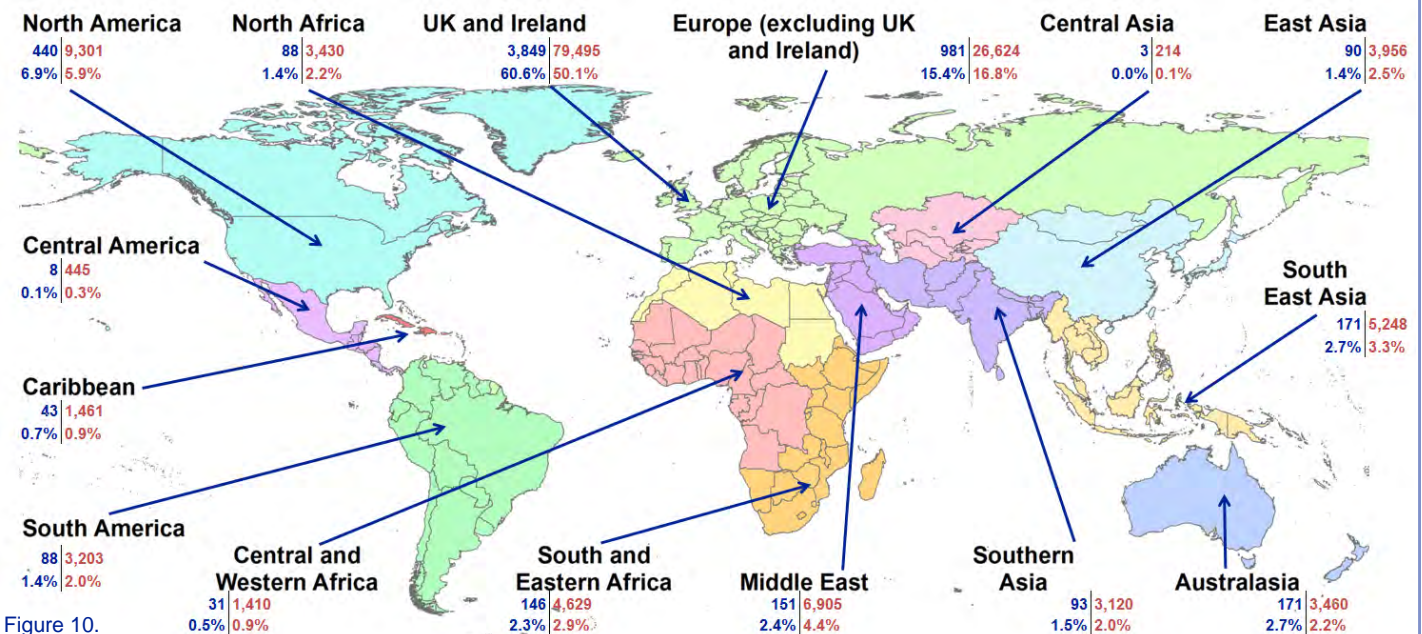 North America
440 9,301
6.9% 5.9%
North Africa
88 3,430
1.4% 2.2%
UK and Ireland
3,849 79,495
60.6% 50.1%
Europe (excluding UK
and Ireland)
981 26,624
15.4% 16.8%
Central Asia
3 214
0.0% 0.1%
East Asia
90 3,956
1.4% 2.5%
Central America
8 445
0.1% 0.3%
South
East Asia
171 5,248
2.7% 3.3%
Caribbean
43 1,461
0.7% 0.9%
South America
88 3,203
1.4% 2.0%
Central and
Western Africa
31 1,410
0.5% 0.9%
South and
Eastern Africa
146 4,629
2.3% 2.9%
Middle East
151 6,905
2.4% 4.4%
Southern
Asia
93 3,120
1.5% 2.0%
Australasia
171 3,460
2.7% 2.2%
Figure 10.